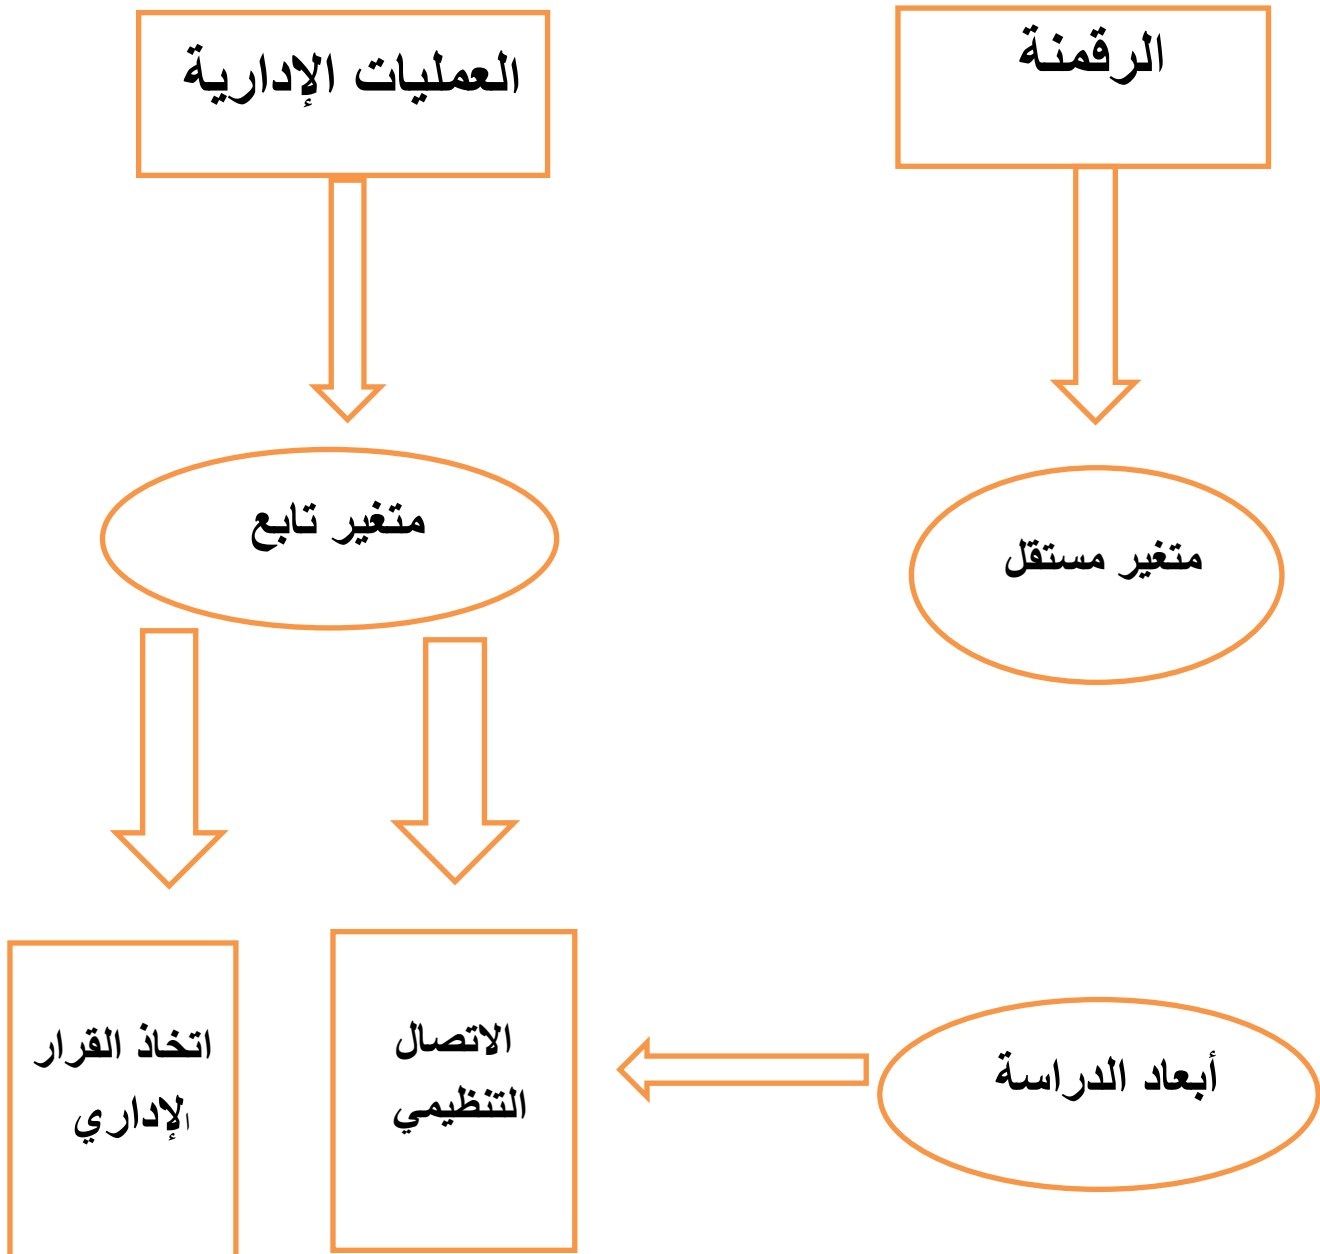 الرقمنة
العمليات الإدارية
متغير مستقل
متغير تابع
أبعاد الدراسة
الاتصال
التنظيمي
اتخاذ القرار
الإداري